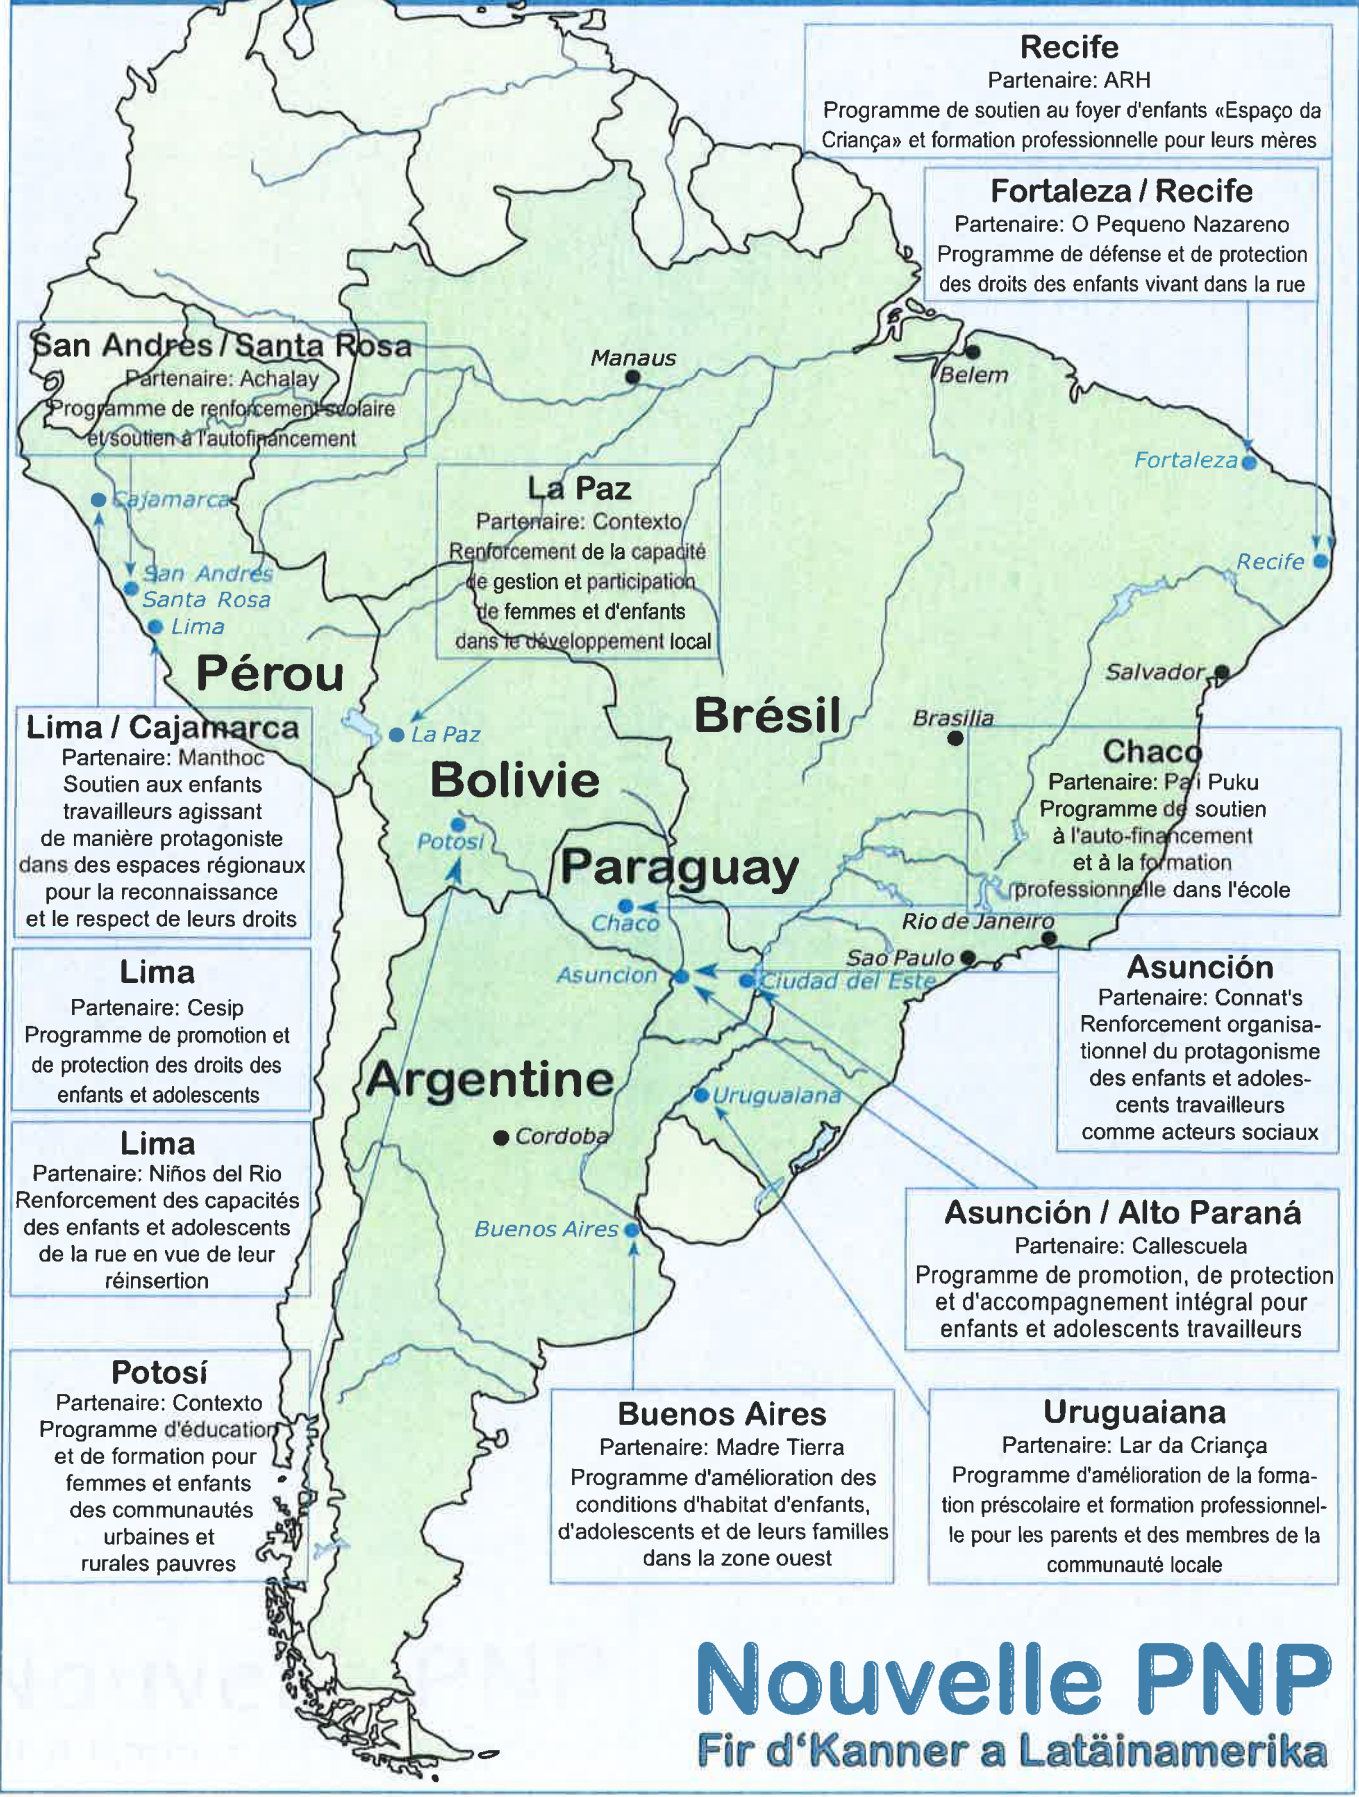 Recife
Partenaire: ARH
Programme de soutien au foyer d'enfants «Espaço da
Criança» et formation professionnelle pour leurs mères
Fortaleza / Recife
Partenaire: O Pequeno Nazareno
Programme de défense et de protection
des droits des enfants vivant dans la rue
San Andrés / Santa Rosa
Partenaire: Achalay
Programme de renforcement scolaire
et soutien à l'autofinancement
Manaus
Belem
Fortaleza
Recife
Salvador
Cajamarca
San Andrés
Santa Rosa
Lima
Pérou
La Paz
Partenaire: Contexto
Renforcement de la capacité
de gestion et participation
de femmes et d'enfants
dans le développement local
La Paz
Bolivie
Potosi
Brésil
Brasilia
Lima / Cajamarca
Partenaire: Manthoc
Soutien aux enfants
travailleurs agissant
de manière protagoniste
dans des espaces régionaux
pour la reconnaissance
et le respect de leurs droits
Chaco
Partenaire: Pa'i Puku
Programme de soutien
à l'auto-financement
et à la formation
professionnelle dans l'école
Paraguay
Chaco
Asuncion
Ciudad del Este
Rio de Janeiro
Sao Paulo
Lima
Partenaire: Cesip
Programme de promotion et
de protection des droits des
enfants et adolescents
Asunción
Partenaire: Connat's
Renforcement organisa-
tionnel du protagonisme
des enfants et adoles-
cents travailleurs
comme acteurs sociaux
Argentine
Cordoba
Uruguaiana
Buenos Aires
Lima
Partenaire: Niños del Rio
Renforcement des capacités
des enfants et adolescents
de la rue en vue de leur
réinsertion
Asunción / Alto Paraná
Partenaire: Callescuela
Programme de promotion, de protection
et d'accompagnement intégral pour
enfants et adolescents travailleurs
Potosí
Partenaire: Contexto
Programme d'éducation
et de formation pour
femmes et enfants
des communautés
urbaines et
rurales pauvres
Buenos Aires
Partenaire: Madre Tierra
Programme d'amélioration des
conditions d'habitat d'enfants,
d'adolescents et de leurs familles
dans la zone ouest
Uruguaiana
Partenaire: Lar da Criança
Programme d'amélioration de la forma-
tion préscolaire et formation professionnel-
le pour les parents et des membres de la
communauté locale
Nouvelle PNP
Fir d'Kanner a Latäinamerika